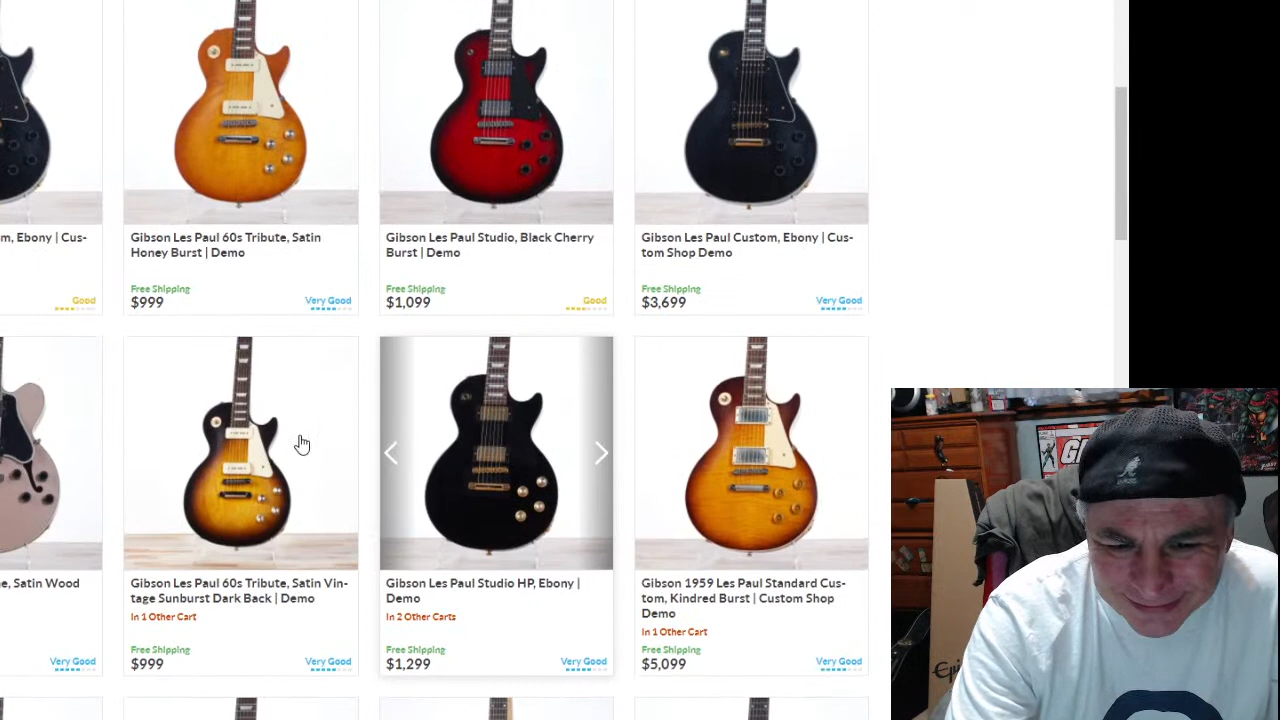 m, Ebony | Cus-
Good
Gibson Les Paul 60s Tribute, Satin
Honey Burst | Demo
Free Shipping
$999
Very Good
Gibson Les Paul Studio, Black Cherry
Burst | Demo
Free Shipping
$1,099
Good
Gibson Les Paul Custom, Ebony | Cus-
tom Shop Demo
Free Shipping
$3,699
Very Good
e, Satin Wood
Very Good
Gibson Les Paul 60s Tribute, Satin Vin-
tage Sunburst Dark Back | Demo
In 1 Other Cart
Free Shipping
$999
Very Good
Gibson Les Paul Studio HP, Ebony |
Demo
In 2 Other Carts
Free Shipping
$1,299
Very Good
Gibson 1959 Les Paul Standard Cus-
tom, Kindred Burst | Custom Shop
Demo
In 1 Other Cart
Free Shipping
$5,099
Very Good
Epi